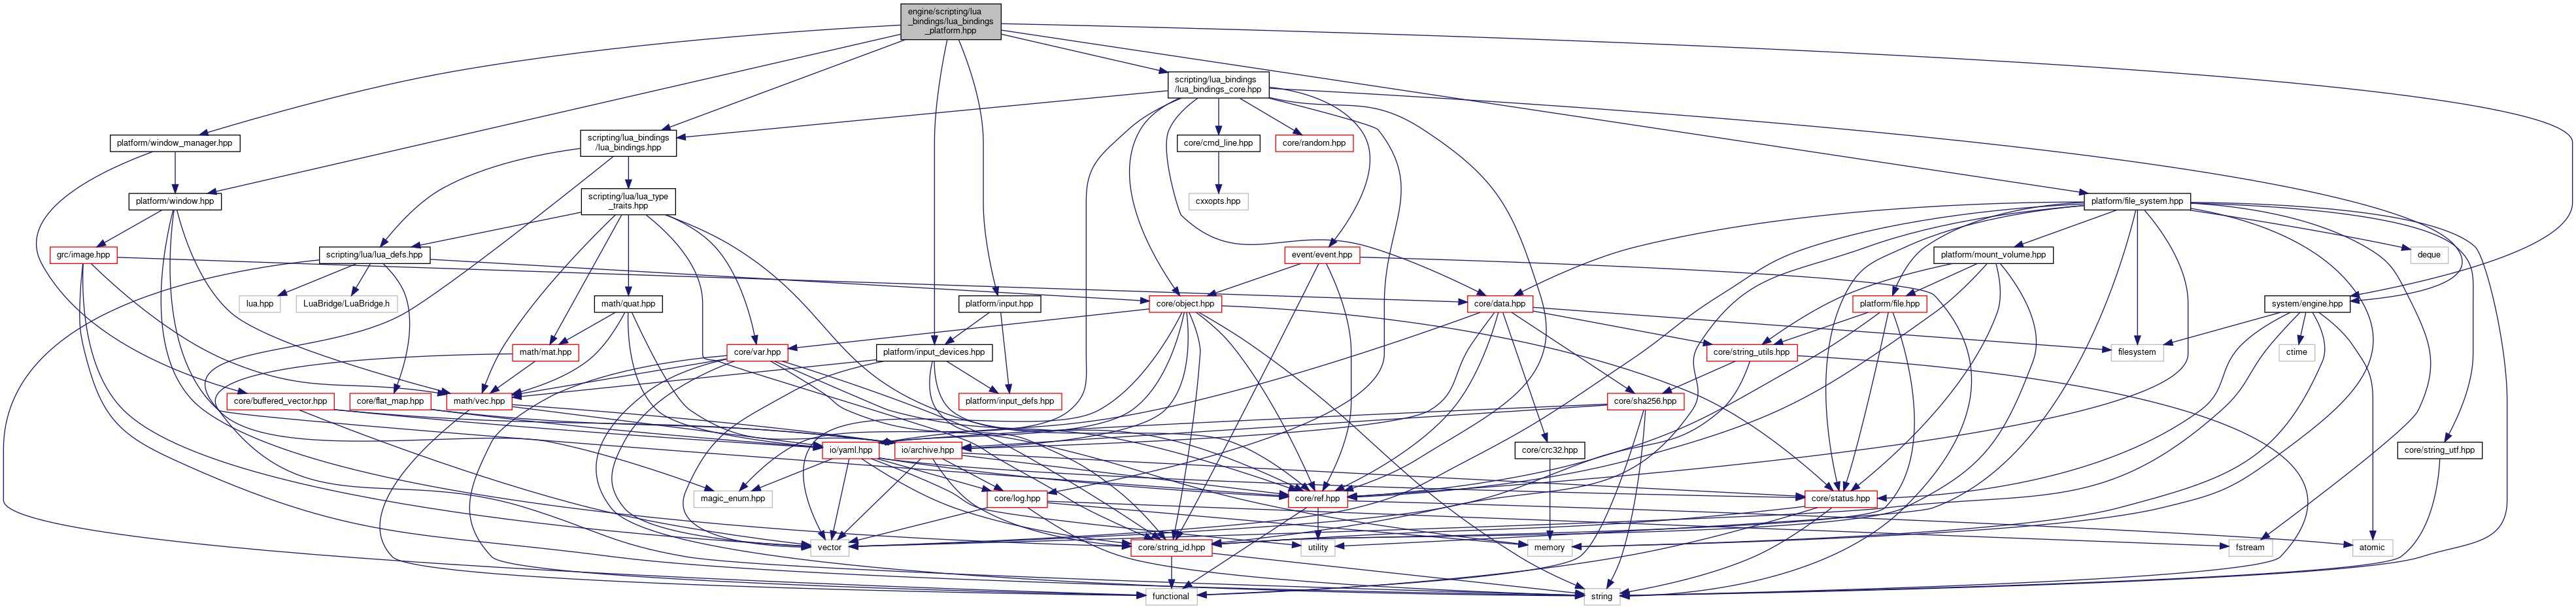 engine/scripting/lua
_bindings/lua_bindings
_platform.hpp
scripting/lua_bindings
/lua_bindings_core.hpp
platform/window_manager.hpp
scripting/lua_bindings
/lua_bindings.hpp
core/cmd_line.hpp
core/random.hpp
platform/window.hpp
scripting/lua/lua_type
_traits.hpp
cxxopts.hpp
platform/file_system.hpp
grc/image.hpp
scripting/lua/lua_defs.hpp
event/event.hpp
platform/mount_volume.hpp
deque
lua.hpp
LuaBridge/LuaBridge.h
math/quat.hpp
platform/input.hpp
core/object.hpp
core/data.hpp
platform/file.hpp
system/engine.hpp
math/mat.hpp
core/var.hpp
platform/input_devices.hpp
core/string_utils.hpp
filesystem
ctime
core/buffered_vector.hpp
core/flat_map.hpp
math/vec.hpp
platform/input_defs.hpp
core/sha256.hpp
io/yaml.hpp
io/archive.hpp
core/crc32.hpp
core/string_utf.hpp
magic_enum.hpp
core/log.hpp
core/ref.hpp
core/status.hpp
vector
core/string_id.hpp
utility
memory
fstream
atomic
functional
string